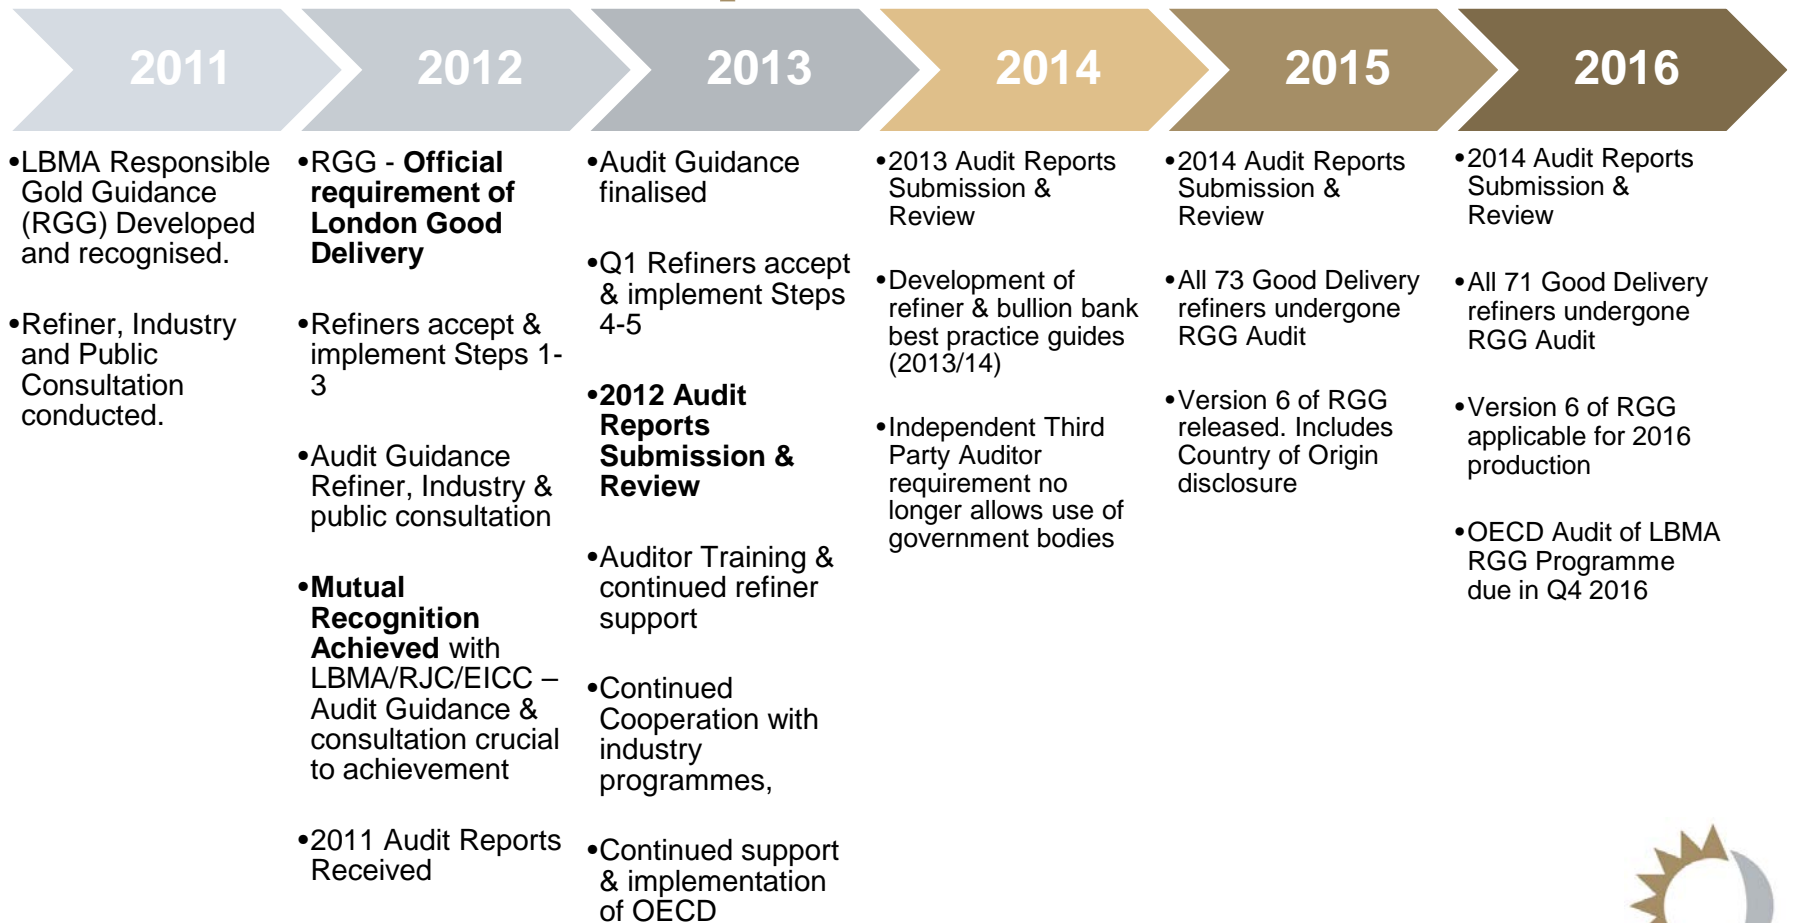 2011
2012
2013
2014
2015
2016
•LBMA Responsible
Gold Guidance
(RGG) Developed
and recognised.
•Refiner, Industry
and Public
Consultation
conducted.
•RGG - Official
requirement of
London Good
Delivery
•Refiners accept &
implement Steps 1-
3
•Audit Guidance
Refiner, Industry &
public consultation
•Mutual
Recognition
Achieved with
LBMA/RJC/EICC –
Audit Guidance &
consultation crucial
to achievement
•2011 Audit Reports
Received
•Audit Guidance
finalised
•Q1 Refiners accept
& implement Steps
4-5
•2012 Audit
Reports
Submission &
Review
•Auditor Training &
continued refiner
support
•Continued
Cooperation with
industry
programmes,
•Continued support
& implementation
of OECD
•2013 Audit Reports
Submission &
Review
•Development of
refiner & bullion bank
best practice guides
(2013/14)
•Independent Third
Party Auditor
requirement no
longer allows use of
government bodies
•2014 Audit Reports
Submission &
Review
•All 73 Good Delivery
refiners undergone
RGG Audit
•Version 6 of RGG
released. Includes
Country of Origin
disclosure
•2014 Audit Reports
Submission &
Review
•All 71 Good Delivery
refiners undergone
RGG Audit
•Version 6 of RGG
applicable for 2016
production
•OECD Audit of LBMA
RGG Programme
due in Q4 2016